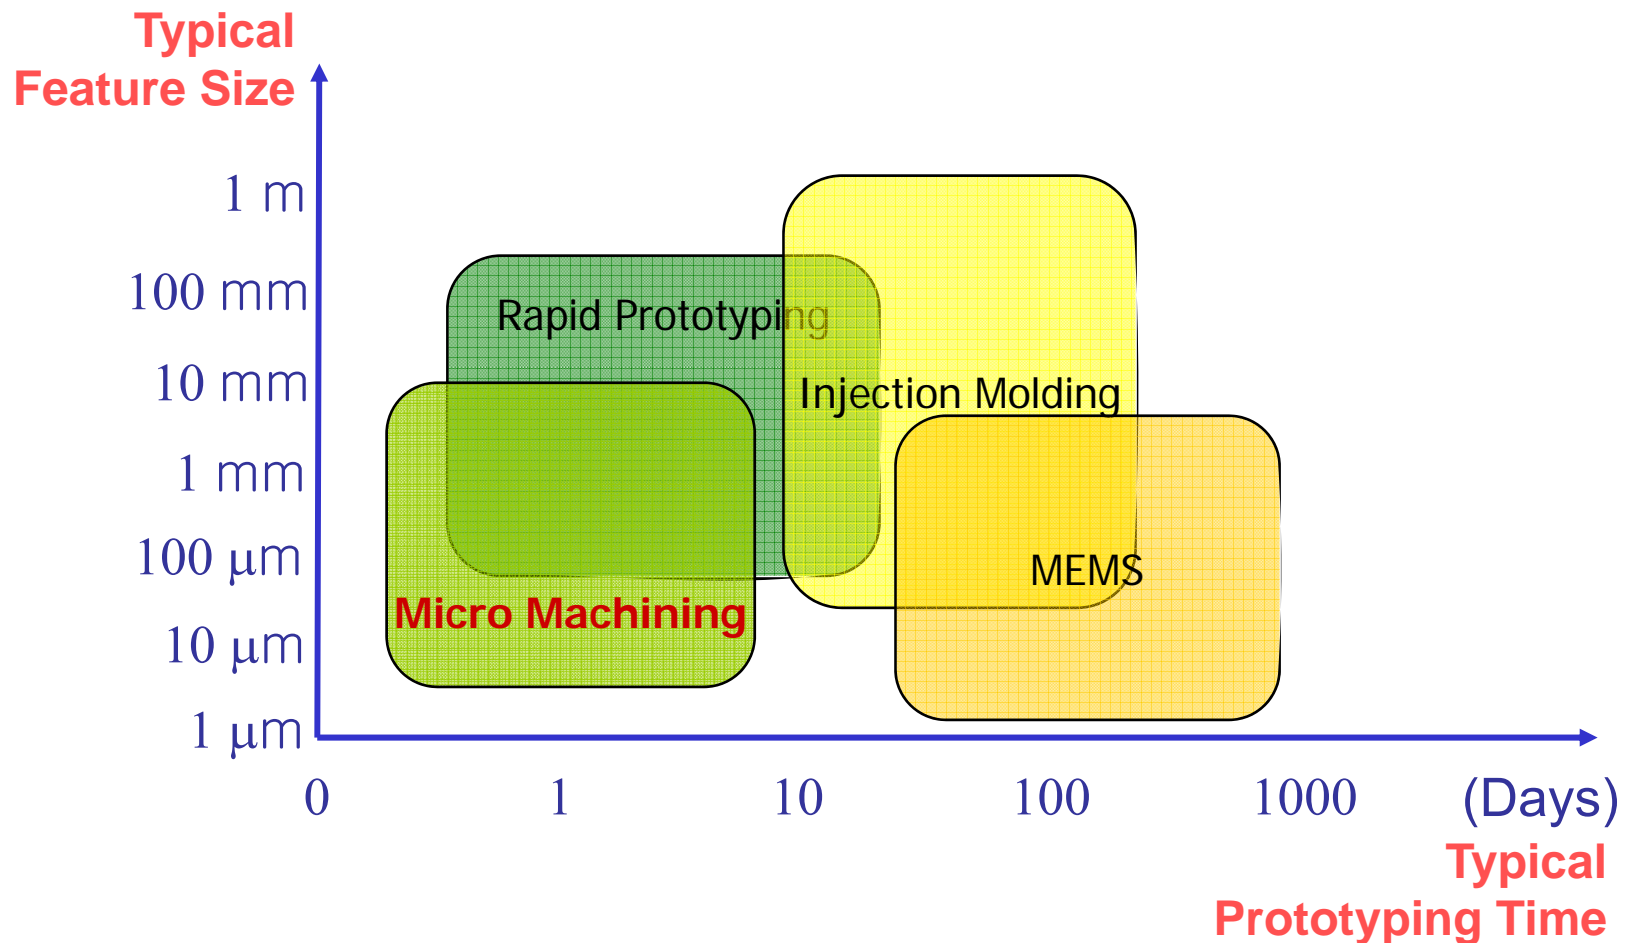 Typical
Feature Size
1 m
100 mm
Rapid Prototyping
10 mm
Injection Molding
1 mm
100 μm
MEMS
Micro Machining
10 μm
1 μm
0 1 10 100 1000 (Days)
Typical
Prototyping Time